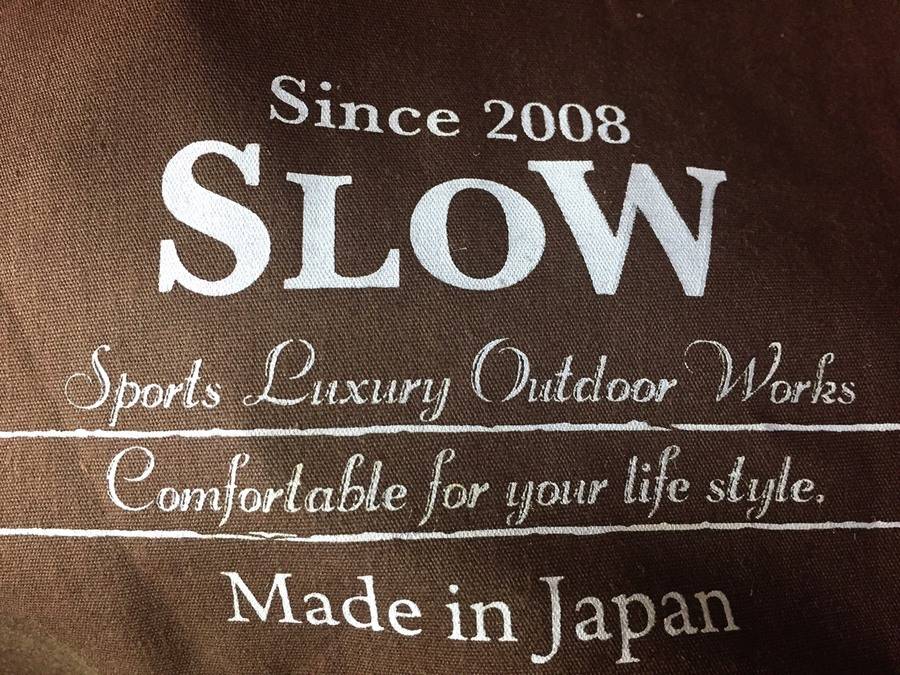 Since 2008
SLOW
Sports Luxury Outdoor Works
Comfortable for your life style.
Made in Japan